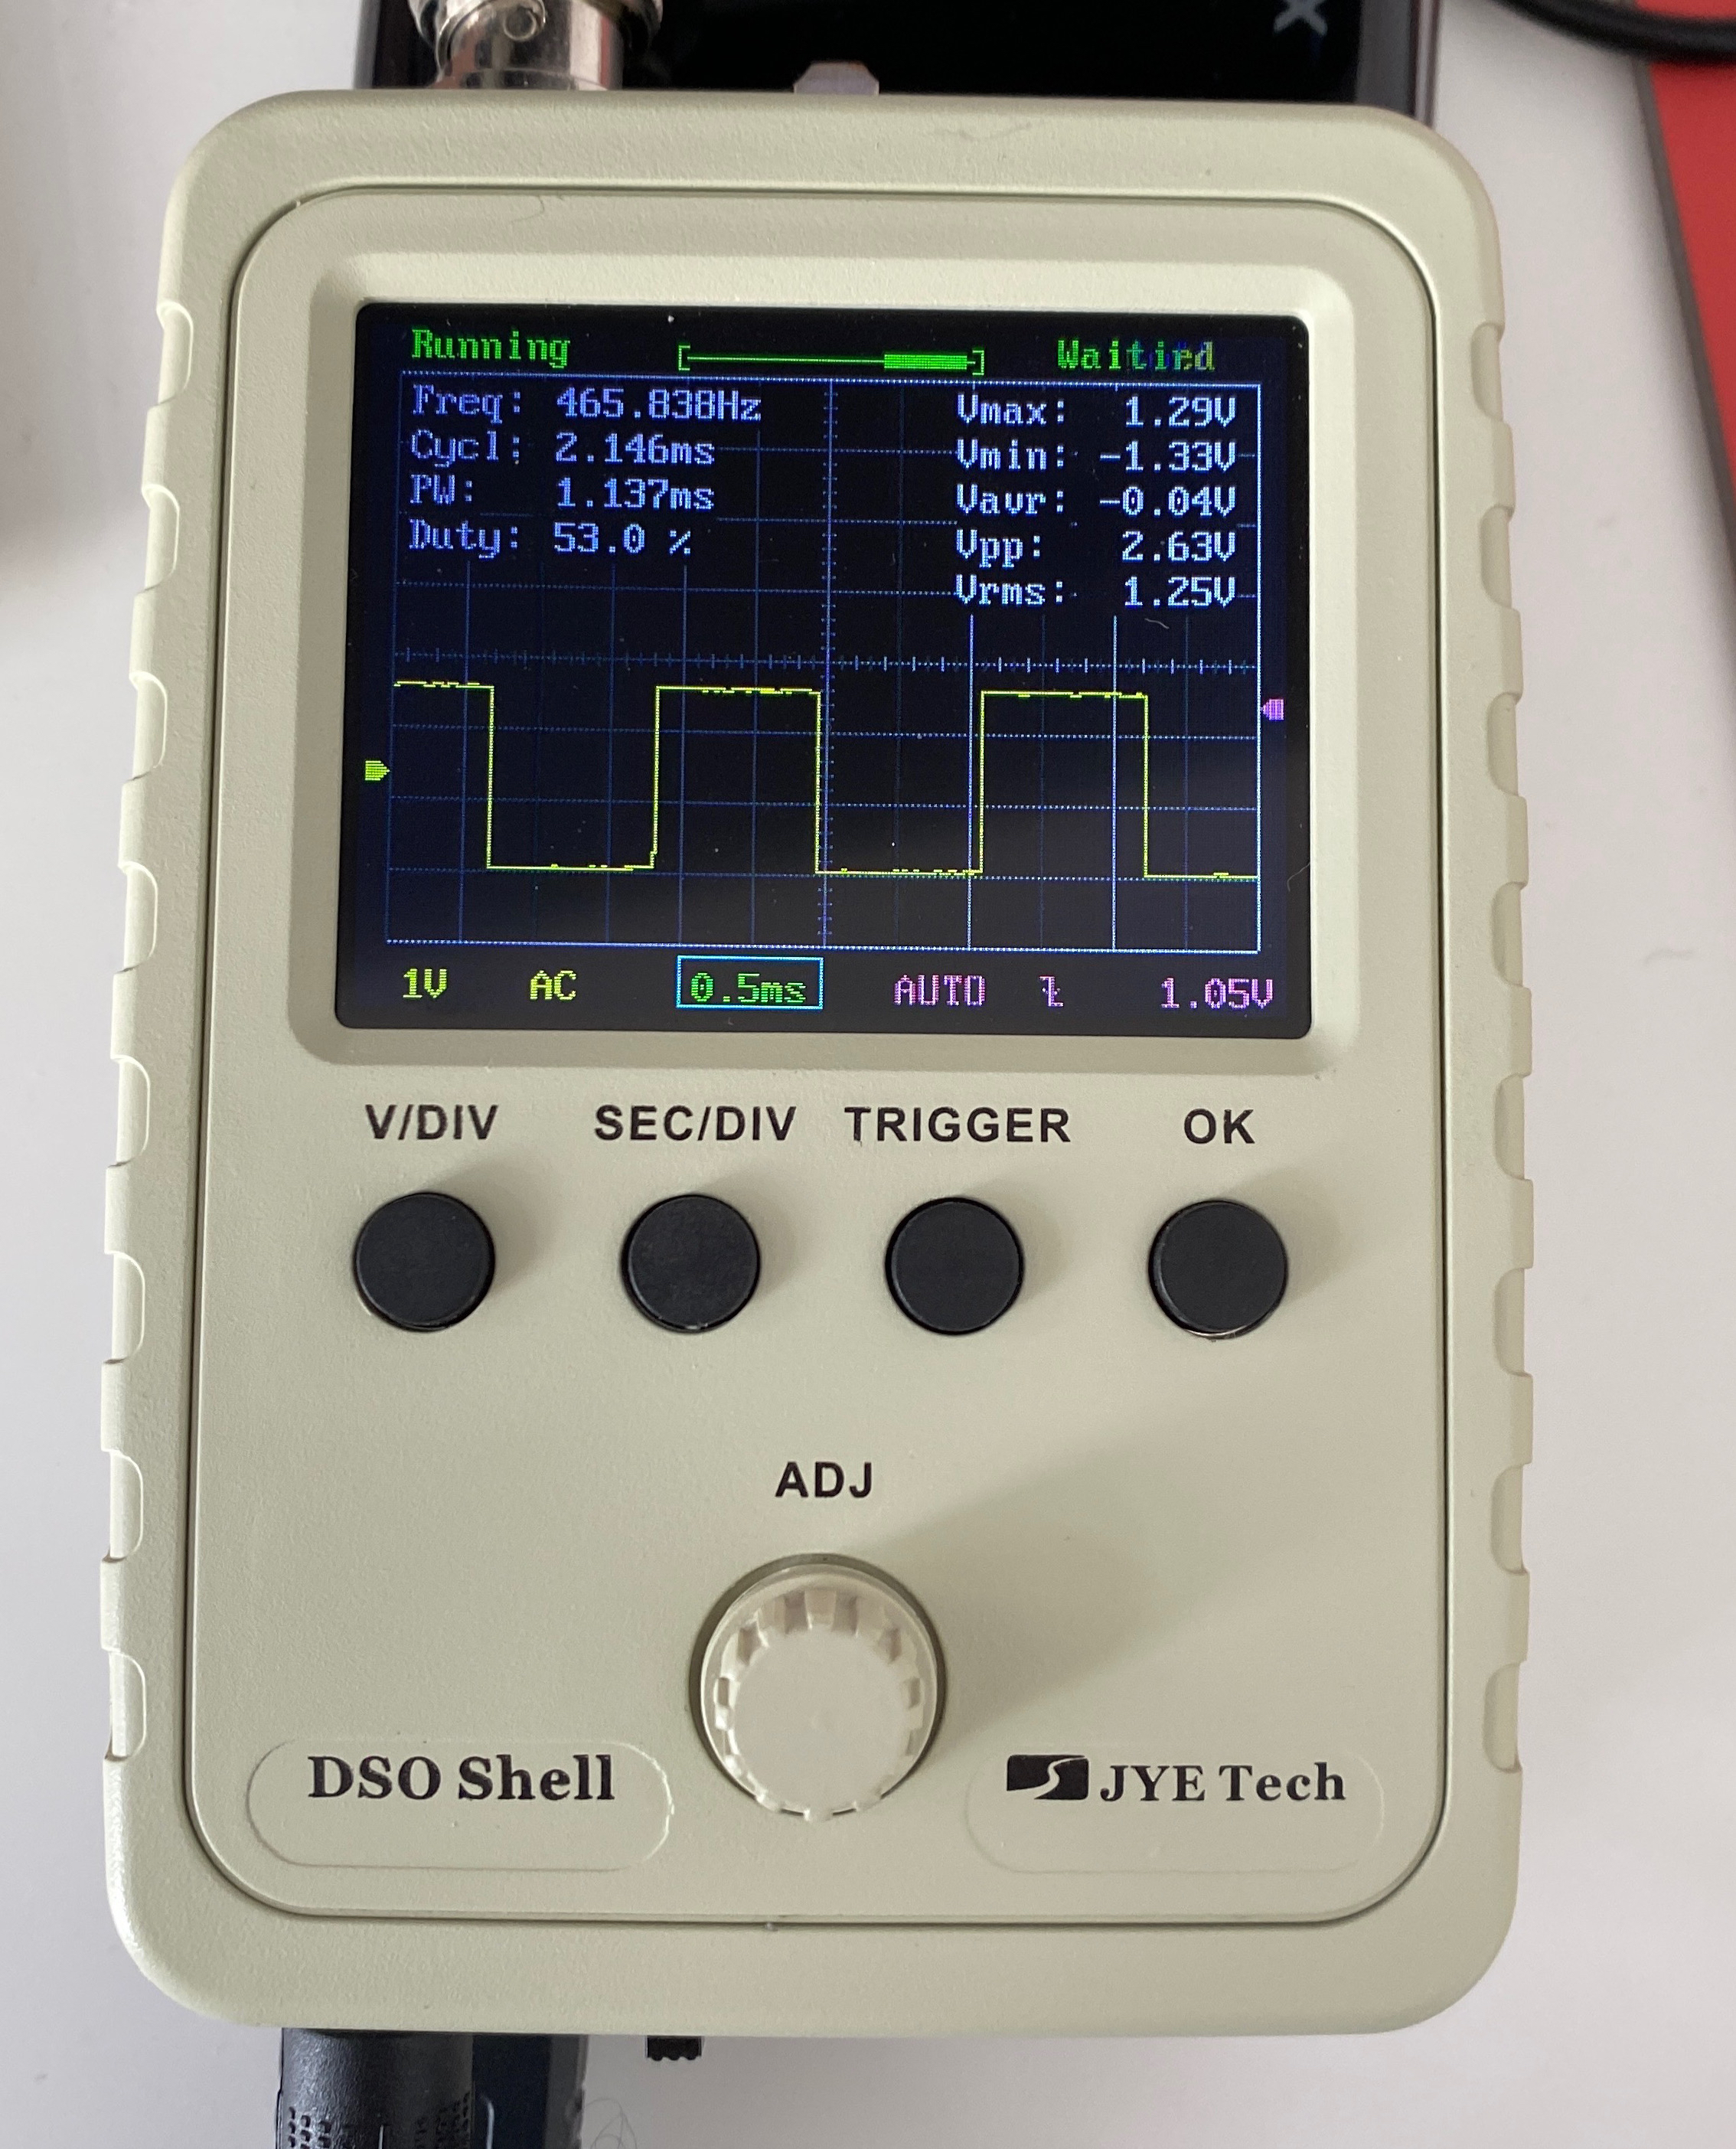 Running Waitied
Freq: 465.838Hz Vmax: 1.29V
Cycl: 2.146ms Vmin: -1.33V
PW: 1.137ms Vavr: -0.04V
Duty: 53.0 % Vpp: 2.63V
Vrms: 1.25V
1V AC 0.5ms AUTO 1.05V
V/DIV SEC/DIV TRIGGER OK
ADJ
DSO Shell JYE Tech